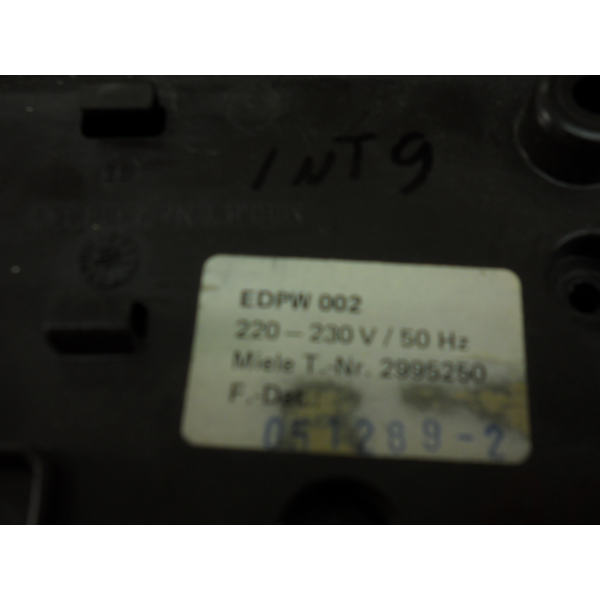 INT9
EDPW 002
220 – 230 V / 50 Hz
Miele T.-Nr. 2995250
F.-Dat.
051289-2